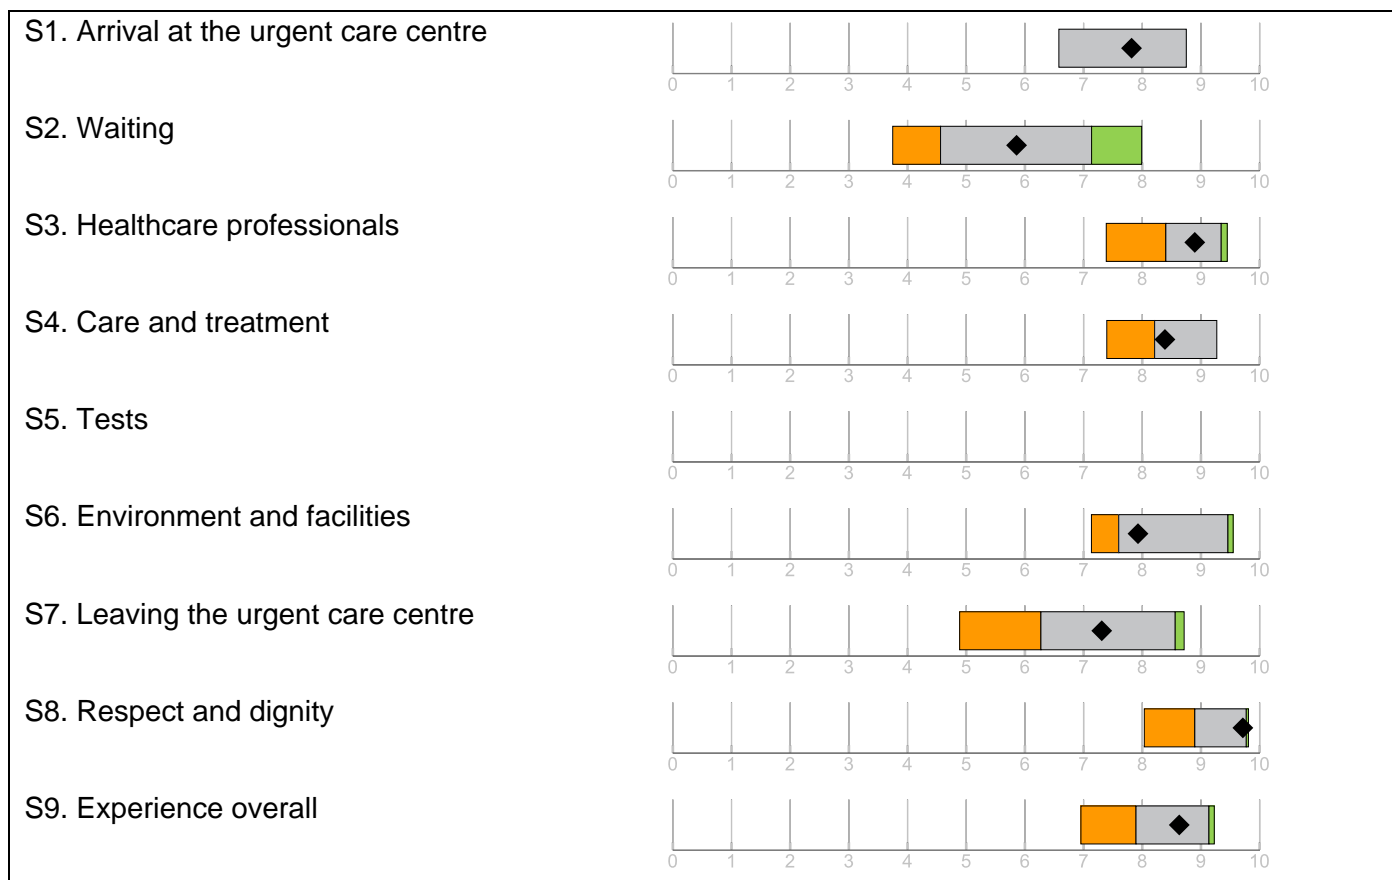 S1. Arrival at the urgent care centre
0 1 2 3 4 5 6 7 8 9 10
S2. Waiting
0 1 2 3 4 5 6 7 8 9 10
S3. Healthcare professionals
0 1 2 3 4 5 6 7 8 9 10
S4. Care and treatment
0 1 2 3 4 5 6 7 8 9 10
S5. Tests
0 1 2 3 4 5 6 7 8 9 10
S6. Environment and facilities
0 1 2 3 4 5 6 7 8 9 10
S7. Leaving the urgent care centre
0 1 2 3 4 5 6 7 8 9 10
S8. Respect and dignity
0 1 2 3 4 5 6 7 8 9 10
S9. Experience overall
0 1 2 3 4 5 6 7 8 9 10